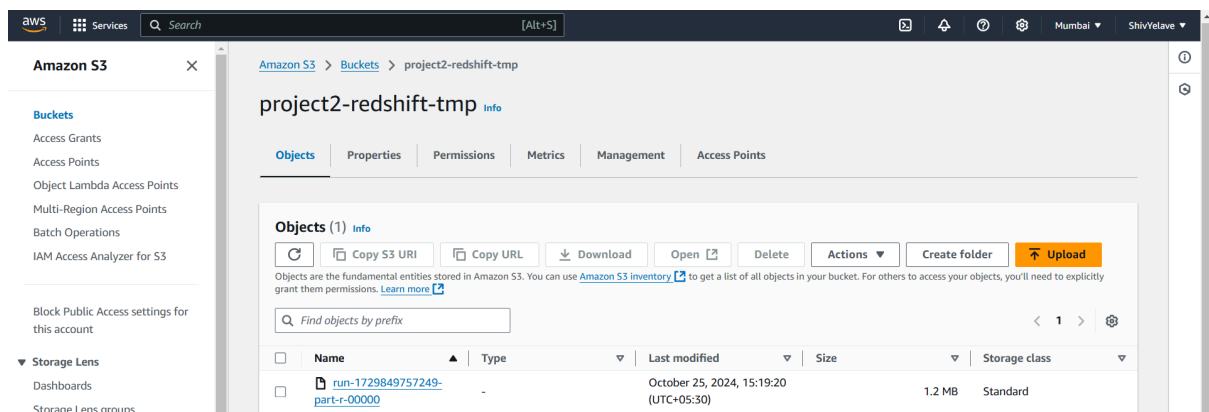 aws Services Search [Alt+S] Mumbai ▼ ShivYelave ▼
Amazon S3
Buckets
Access Grants
Access Points
Object Lambda Access Points
Multi-Region Access Points
Batch Operations
IAM Access Analyzer for S3
Block Public Access settings for
this account
▼ Storage Lens
Dashboards
Storage Lens groups
Amazon S3 > Buckets > project2-redshift-tmp
project2-redshift-tmp Info
Objects Properties Permissions Metrics Management Access Points
Objects (1) Info
Copy S3 URI Copy URL Download Open Delete Actions ▼ Create folder Upload
Objects are the fundamental entities stored in Amazon S3. You can use Amazon S3 inventory to get a list of all objects in your bucket. For others to access your objects, you'll need to explicitly
grant them permissions. Learn more
Find objects by prefix < 1 >
Name ▲ Type Last modified Size Storage class
run-1729849757249- October 25, 2024, 15:19:20
part-r-00000 - (UTC+05:30) 1.2 MB Standard